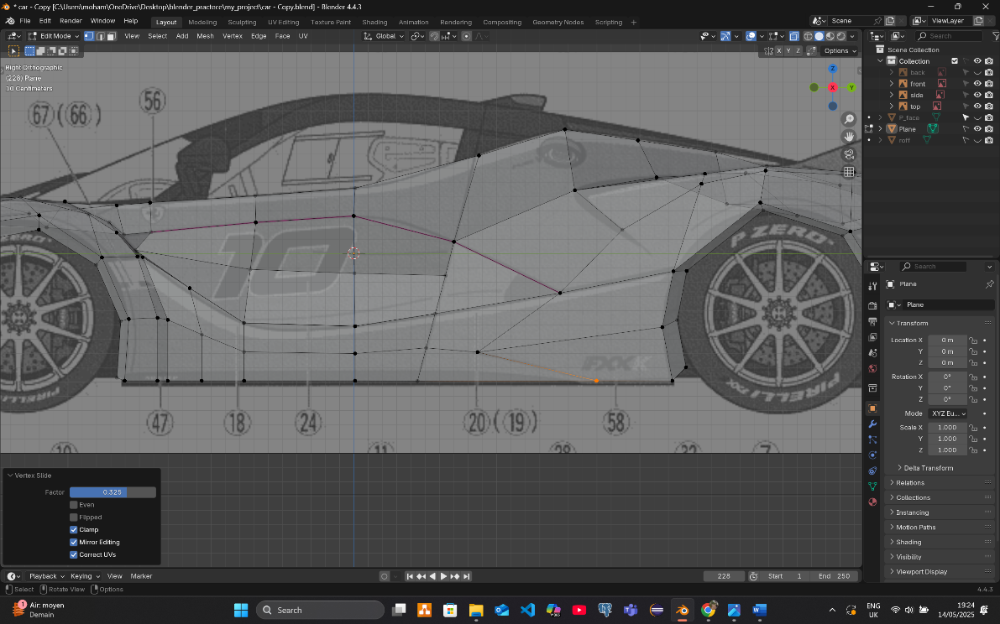 * car - Copy [C:\Users\moham\OneDrive\Desktop\blender_practece\my_project\car - Copy.blend] - Blender 4.4.3
File Edit Render Window Help Layout Modeling Sculpting UV Editing Texture Paint Shading Animation Rendering Compositing Geometry Nodes Scripting + Scene ViewLayer
Edit Mode View Select Add Mesh Vertex Edge Face UV Global Search
X Y Z Options
Right Orthographic
(228) Plane
10 Centimeters
Z
X Y
67(66)
56
10
P ZERO
PIRELLI
FXX K
47 18 24 20(19) 58
Scene Collection
Collection
back
front
side
top
P_face
Plane
roff
Search
Plane
Plane
Transform
Location X 0 m
Y 0 m
Z 0 m
Rotation X 0°
Y 0°
Z 0°
Mode XYZ Eu...
Scale X 1.000
Y 1.000
Z 1.000
Delta Transform
Relations
Collections
Instancing
Motion Paths
Shading
Visibility
Viewport Display
Vertex Slide
Factor 0.325
Even
Flipped
Clamp
Mirror Editing
Correct UVs
Playback Keying View Marker 228 Start 1 End 250
Select Rotate View Options 4.4.3
1
Air: moyen
Demain
Search
ENG
UK
19:24
14/05/2025